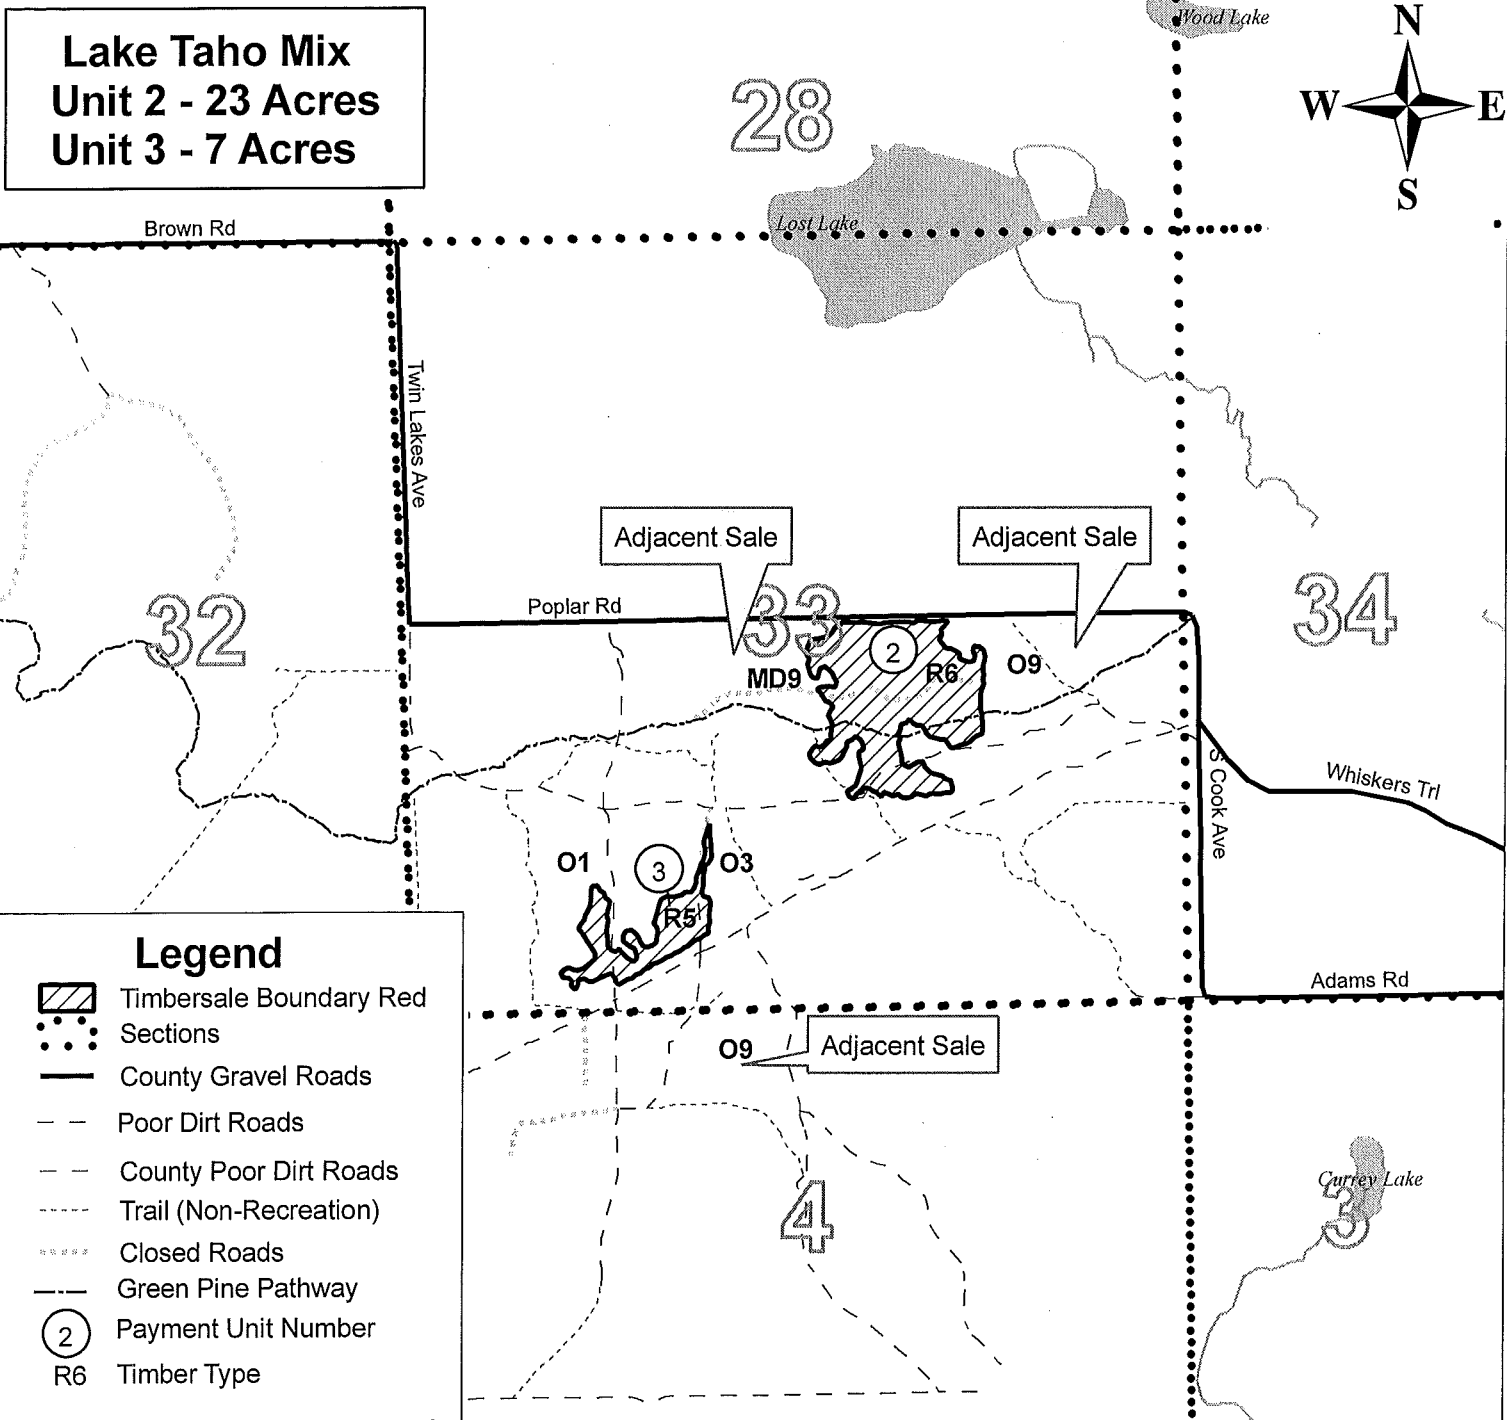 Lake Taho Mix
Unit 2 - 23 Acres
Unit 3 - 7 Acres
Wood Lake
N
W
E
S
28
Lost Lake
Brown Rd
Twin Lakes Ave
Adjacent Sale
Adjacent Sale
32
Poplar Rd
33
34
2
MD9
R6
O9
S Cook Ave
Whiskers Trl
O1
3
O3
R5
Adams Rd
O9
Adjacent Sale
4
Currey Lake
3
Legend
Timbersale Boundary Red
Sections
County Gravel Roads
Poor Dirt Roads
County Poor Dirt Roads
Trail (Non-Recreation)
Closed Roads
Green Pine Pathway
2 Payment Unit Number
R6 Timber Type